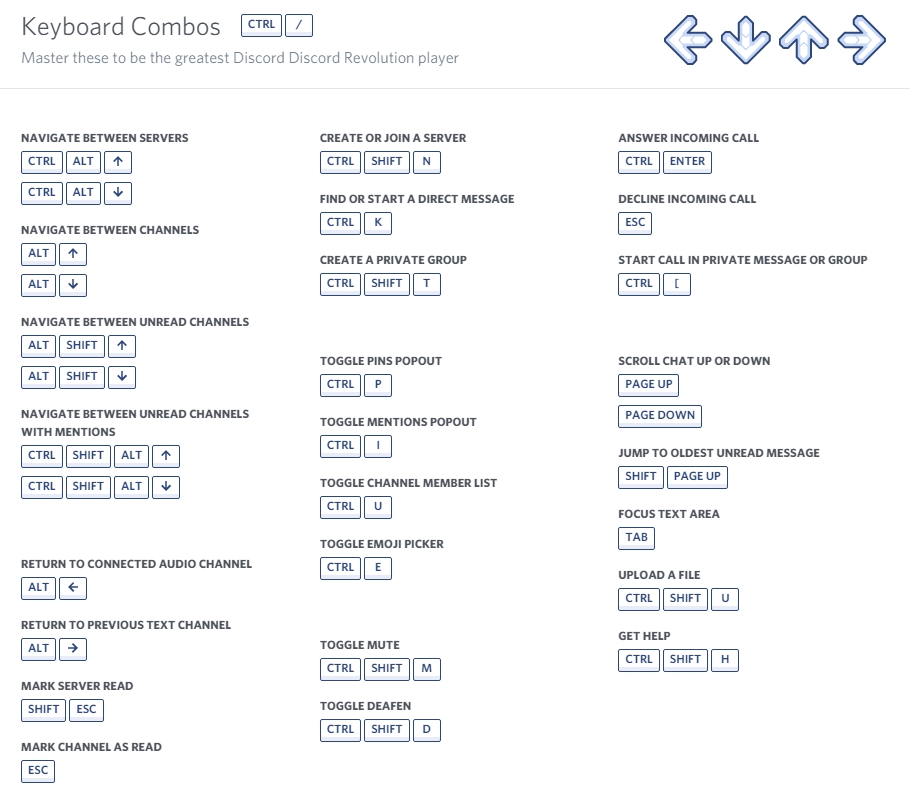 Keyboard Combos CTRL /
Master these to be the greatest Discord Discord Revolution player
NAVIGATE BETWEEN SERVERS
CTRL ALT ↑
CTRL ALT ↓
NAVIGATE BETWEEN CHANNELS
ALT ↑
ALT ↓
NAVIGATE BETWEEN UNREAD CHANNELS
ALT SHIFT ↑
ALT SHIFT ↓
NAVIGATE BETWEEN UNREAD CHANNELS
WITH MENTIONS
CTRL SHIFT ALT ↑
CTRL SHIFT ALT ↓
RETURN TO CONNECTED AUDIO CHANNEL
ALT ←
RETURN TO PREVIOUS TEXT CHANNEL
ALT →
MARK SERVER READ
SHIFT ESC
MARK CHANNEL AS READ
ESC
CREATE OR JOIN A SERVER
CTRL SHIFT N
FIND OR START A DIRECT MESSAGE
CTRL K
CREATE A PRIVATE GROUP
CTRL SHIFT T
TOGGLE PINS POPOUT
CTRL P
TOGGLE MENTIONS POPOUT
CTRL I
TOGGLE CHANNEL MEMBER LIST
CTRL U
TOGGLE EMOJI PICKER
CTRL E
TOGGLE MUTE
CTRL SHIFT M
TOGGLE DEAFEN
CTRL SHIFT D
ANSWER INCOMING CALL
CTRL ENTER
DECLINE INCOMING CALL
ESC
START CALL IN PRIVATE MESSAGE OR GROUP
CTRL [
SCROLL CHAT UP OR DOWN
PAGE UP
PAGE DOWN
JUMP TO OLDEST UNREAD MESSAGE
SHIFT PAGE UP
FOCUS TEXT AREA
TAB
UPLOAD A FILE
CTRL SHIFT U
GET HELP
CTRL SHIFT H